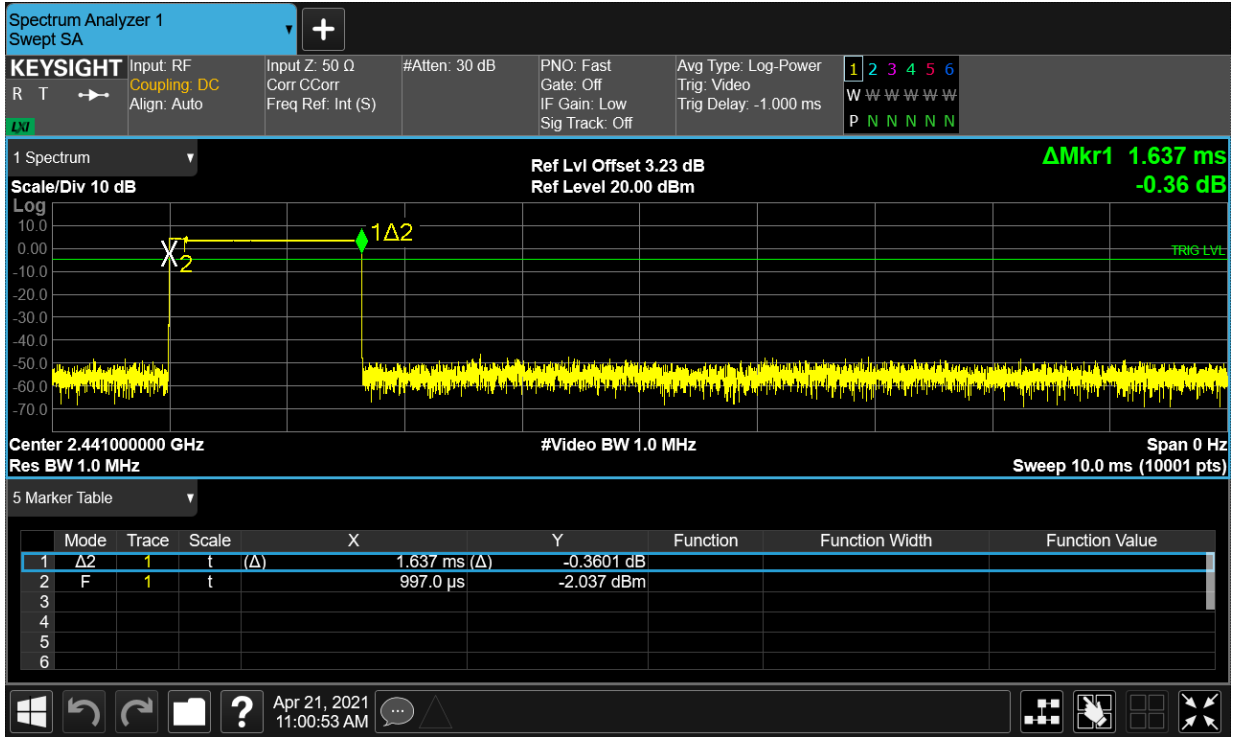 Spectrum Analyzer 1
Swept SA
KEYSIGHT
R T
LXI
Input: RF
Coupling: DC
Align: Auto
Input Z: 50 Ω
Corr CCorr
Freq Ref: Int (S)
#Atten: 30 dB
PNO: Fast
Gate: Off
IF Gain: Low
Sig Track: Off
Avg Type: Log-Power
Trig: Video
Trig Delay: -1.000 ms
1 2 3 4 5 6
W W W W W W
P N N N N N
1 Spectrum
Scale/Div 10 dB
Ref Lvl Offset 3.23 dB
Ref Level 20.00 dBm
ΔMkr1 1.637 ms
-0.36 dB
Log
10.0
0.00
-10.0
-20.0
-30.0
-40.0
-50.0
-60.0
-70.0
X
2
1Δ2
TRIG LVL
Center 2.441000000 GHz
Res BW 1.0 MHz
#Video BW 1.0 MHz
Span 0 Hz
Sweep 10.0 ms (10001 pts)
5 Marker Table
Mode Trace Scale X Y Function Function Width Function Value
1 Δ2 1 t (Δ) 1.637 ms (Δ) -0.3601 dB
2 F 1 t 997.0 µs -2.037 dBm
3
4
5
6
?
Apr 21, 2021
11:00:53 AM